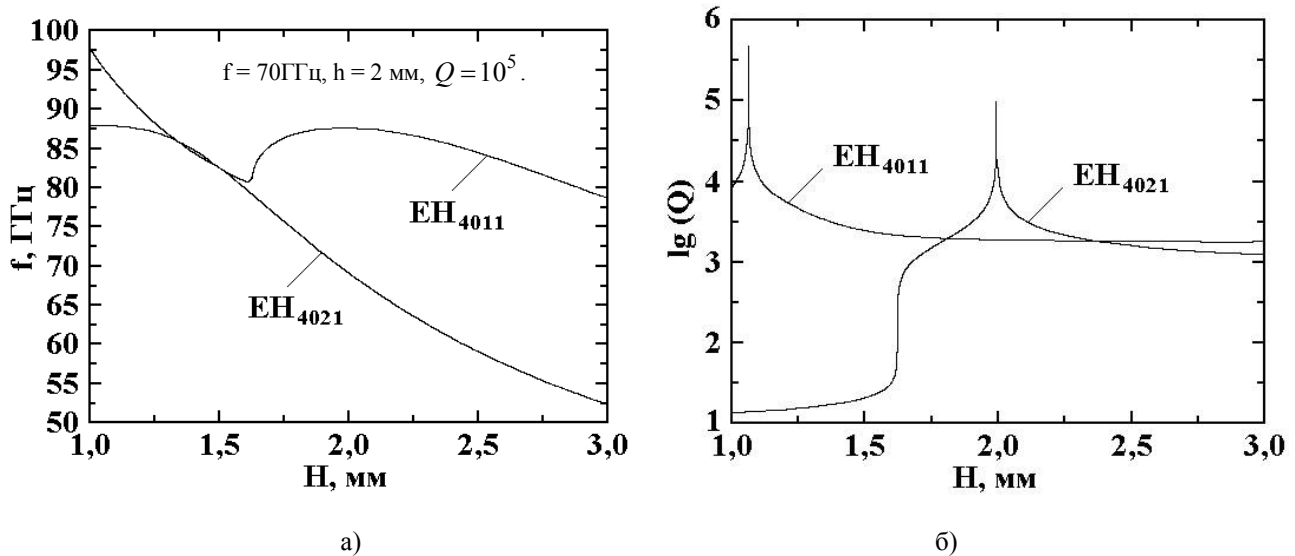 100
95
90
85
80
75
70
65
60
55
50
f, ГГц
f = 70ГГц, h = 2 мм, Q = 10⁵.
EH₄₀₁₁
EH₄₀₂₁
1,0 1,5 2,0 2,5 3,0
H, мм
а)
6
5
4
3
2
1
lg (Q)
EH₄₀₁₁
EH₄₀₂₁
1,0 1,5 2,0 2,5 3,0
H, мм
б)